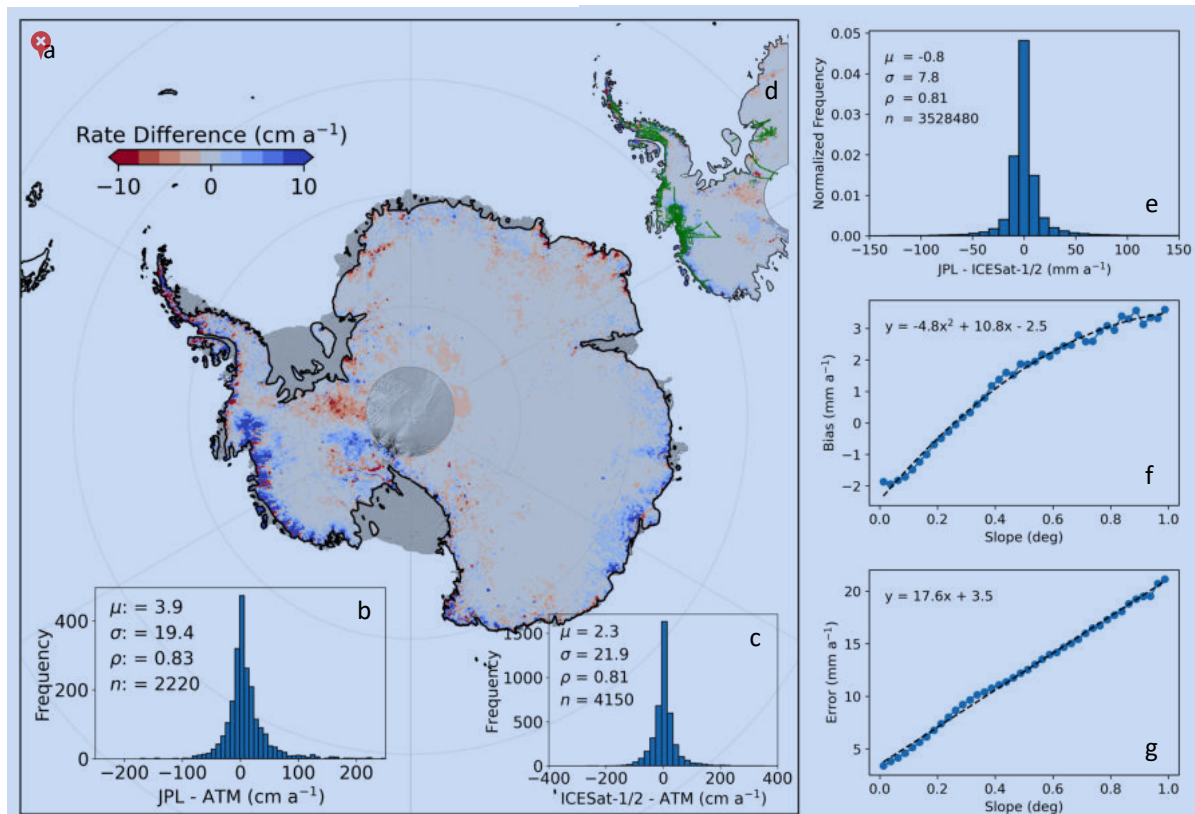 a
Rate Difference (cm a⁻¹)
−10 0 10
d
b
μ: = 3.9
σ: = 19.4
ρ: = 0.83
n: = 2220
Frequency
400
200
0
−200 −100 0 100 200
JPL - ATM (cm a⁻¹)
c
μ = 2.3
σ = 21.9
ρ = 0.81
n = 4150
Frequency
1500
1000
500
0
−400 −200 0 200 400
ICESat-1/2 - ATM (cm a⁻¹)
0.05
0.04
0.03
0.02
0.01
0.00
Normalized Frequency
μ = -0.8
σ = 7.8
ρ = 0.81
n = 3528480
e
−150 −100 −50 0 50 100 150
JPL - ICESat-1/2 (mm a⁻¹)
y = -4.8x² + 10.8x - 2.5
3
2
1
0
−1
−2
Bias (mm a⁻¹)
f
0.0 0.2 0.4 0.6 0.8 1.0
Slope (deg)
y = 17.6x + 3.5
20
15
10
5
Error (mm a⁻¹)
g
0.0 0.2 0.4 0.6 0.8 1.0
Slope (deg)